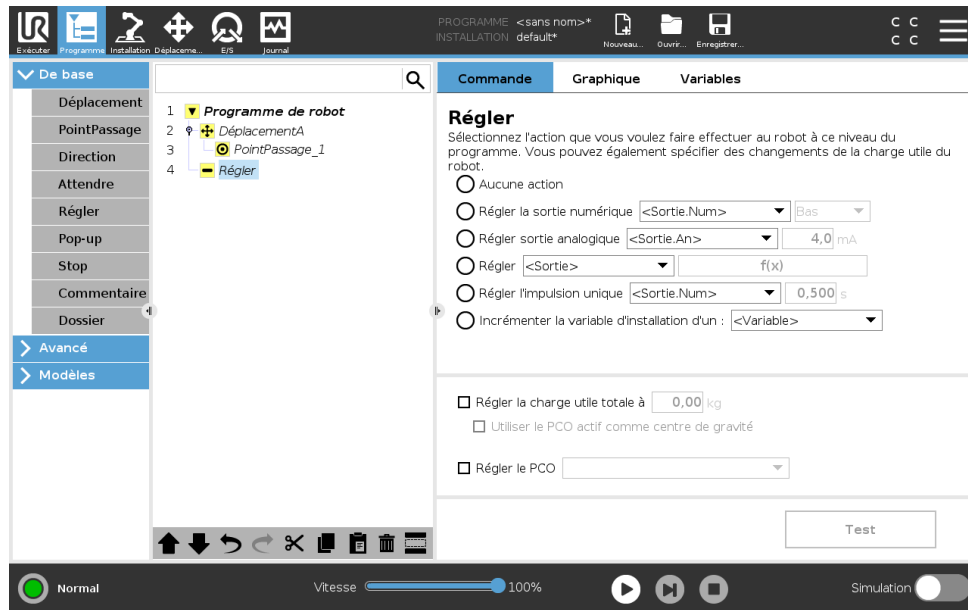 PROGRAMME <sans nom>*
INSTALLATION default*
Exécuter Programme Installation Déplaceme... E/S Journal
Nouveau... Ouvrir... Enregistrer...
C C
C C
De base
Déplacement
PointPassage
Direction
Attendre
Régler
Pop-up
Stop
Commentaire
Dossier
Avancé
Modèles
1 Programme de robot
2 DéplacementA
3 PointPassage_1
4 Régler
Commande Graphique Variables
Régler
Sélectionnez l'action que vous voulez faire effectuer au robot à ce niveau du
programme. Vous pouvez également spécifier des changements de la charge utile du
robot.
Aucune action
Régler la sortie numérique <Sortie.Num> Bas
Régler sortie analogique <Sortie.An> 4,0 mA
Régler <Sortie> f(x)
Régler l'impulsion unique <Sortie.Num> 0,500 s
Incrémenter la variable d'installation d'un : <Variable>
Régler la charge utile totale à 0,00 kg
Utiliser le PCO actif comme centre de gravité
Régler le PCO
Test
Normal
Vitesse 100%
Simulation